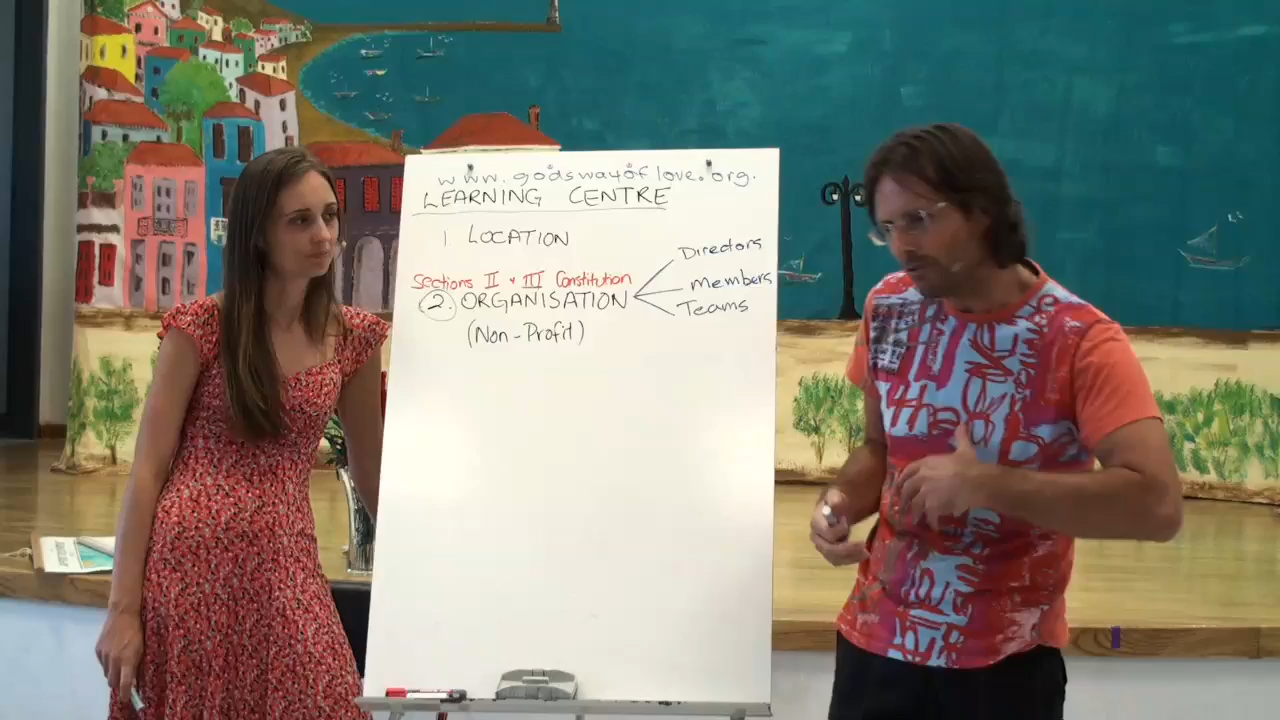 www.godswayoflove.org.
LEARNING CENTRE
1. LOCATION
Sections II + III Constitution
2. ORGANISATION
(Non-Profit)
Directors
Members
Teams